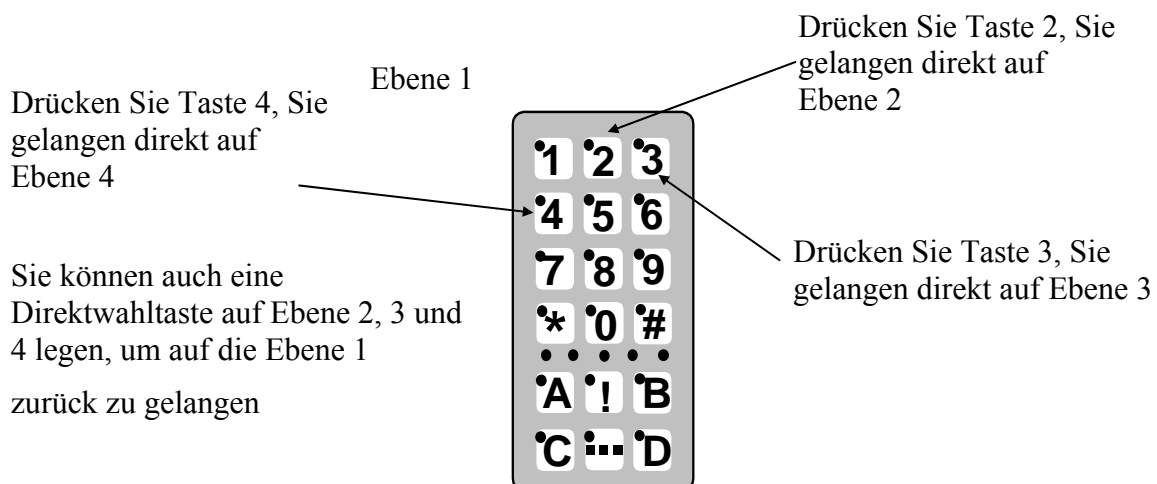 Drücken Sie Taste 2, Sie
gelangen direkt auf
Ebene 2
Ebene 1
Drücken Sie Taste 4, Sie
gelangen direkt auf
Ebene 4
1 2 3
4 5 6
7 8 9
* 0 #
A ! B
C ... D
Drücken Sie Taste 3, Sie
gelangen direkt auf Ebene 3
Sie können auch eine
Direktwahltaste auf Ebene 2, 3 und
4 legen, um auf die Ebene 1
zurück zu gelangen